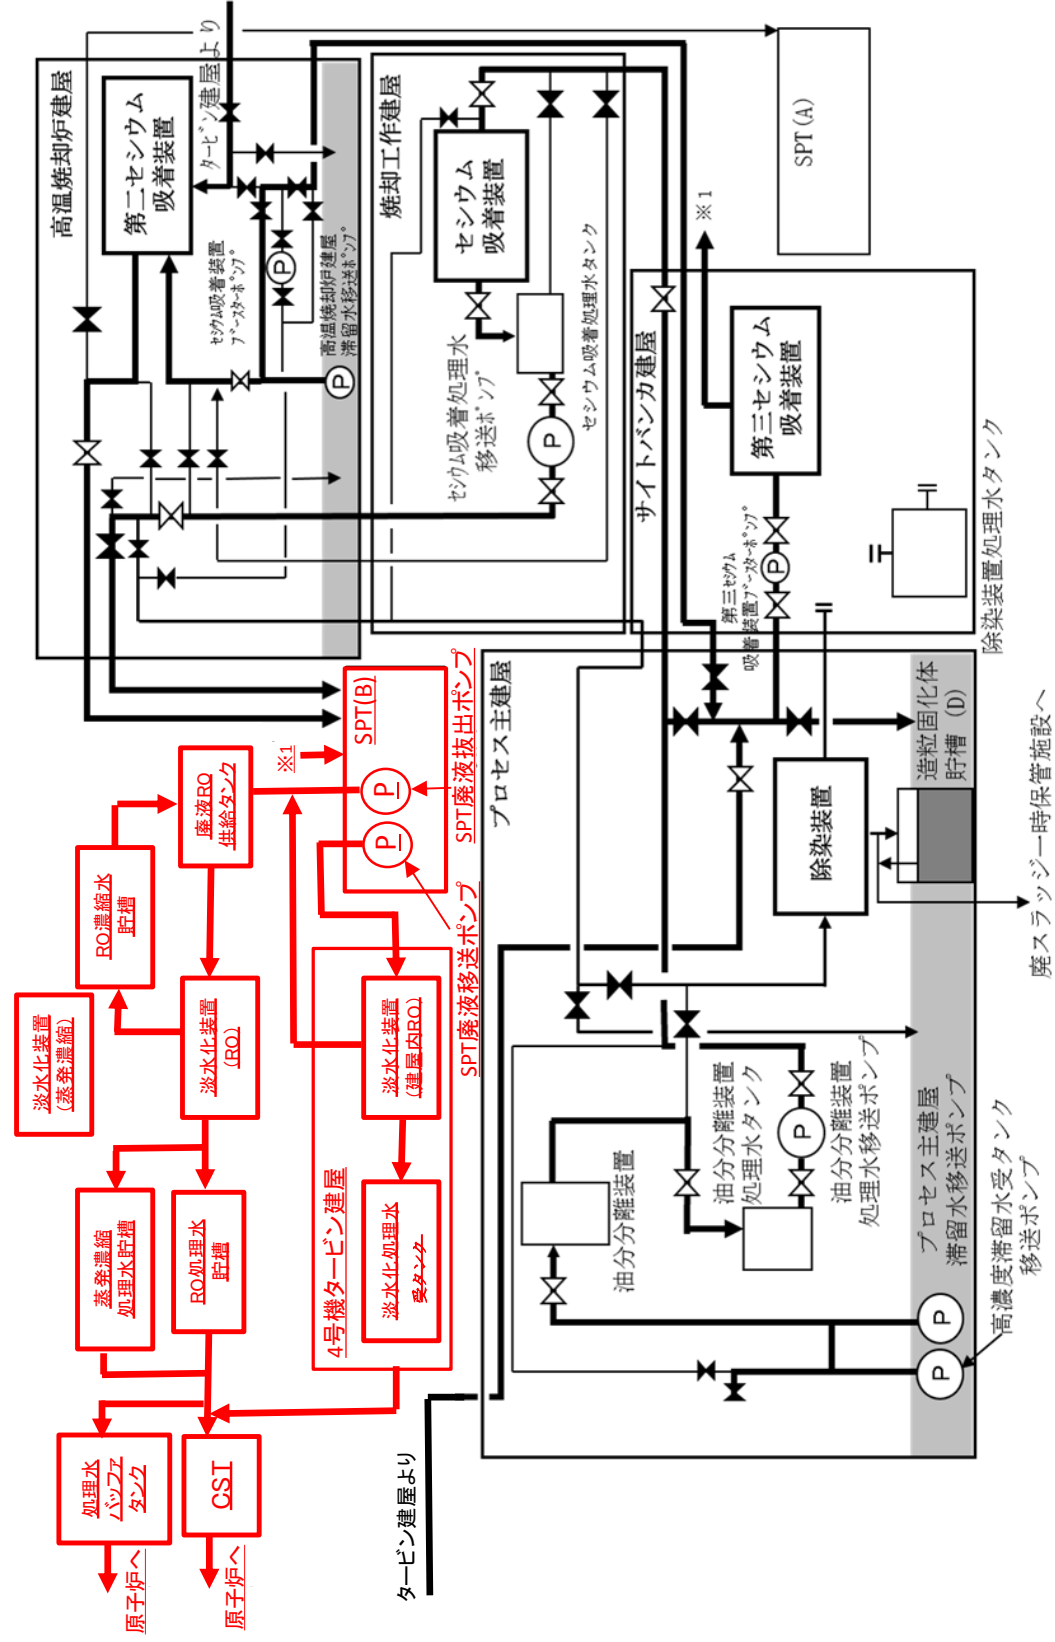 原子炉へ
処理水
バッファ
タンク
蒸発濃縮
処理水貯槽
淡水化装置
(蒸発濃縮)
RO濃縮水
貯槽
原子炉へ
CST
RO処理水
貯槽
淡水化装置
(RO)
廃液RO
供給タンク
※1
4号機タービン建屋
淡水化処理水
受タンク
淡水化装置
(建屋内RO)
SPT(B)
P
P
SPT廃液移送ポンプ
SPT廃液抜出ポンプ
タービン建屋より
高温焼却炉建屋
第二セシウム
吸着装置
タービン建屋より
セシウム吸着装置
ブースターポンプ
P
高温焼却炉建屋
滞留水移送ポンプ
P
焼却工作建屋
セシウム
吸着装置
セシウム吸着処理水
移送ポンプ
P
セシウム吸着処理水タンク
SPT(A)
※1
サイトバンカ建屋
第三セシウム
吸着装置
第三セシウム
吸着装置ブースターポンプ
P
除染装置処理水タンク
プロセス主建屋
除染装置
造粒固化体
貯槽(D)
廃スラッジ一時保管施設へ
油分分離装置
油分分離装置
処理水タンク
P
油分分離装置
処理水移送ポンプ
プロセス主建屋
滞留水移送ポンプ
P
P
高濃度滞留水受タンク
移送ポンプ